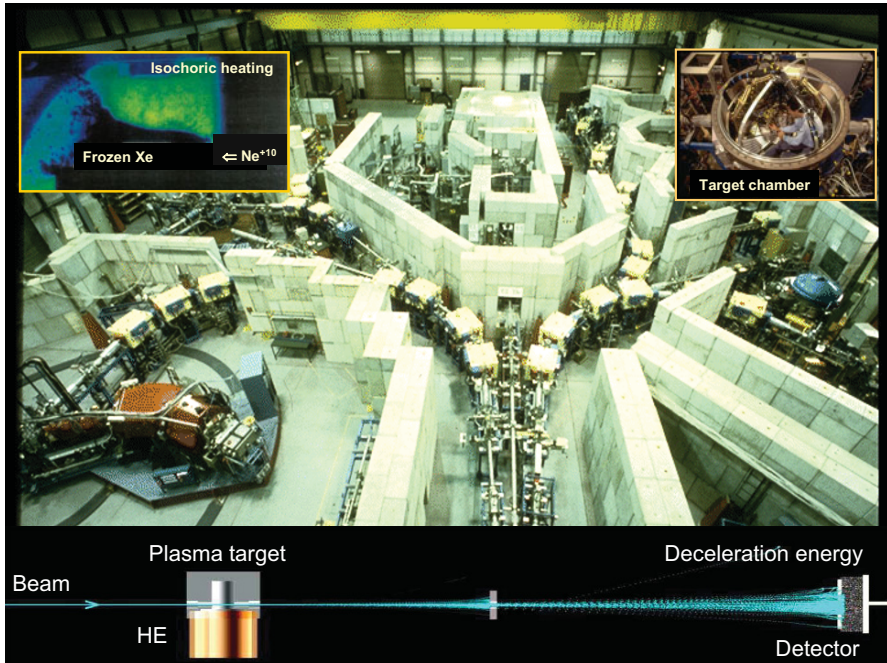 Isochoric heating
Frozen Xe
⇐ Ne+10
Target chamber
Plasma target
Deceleration energy
Beam
HE
Detector